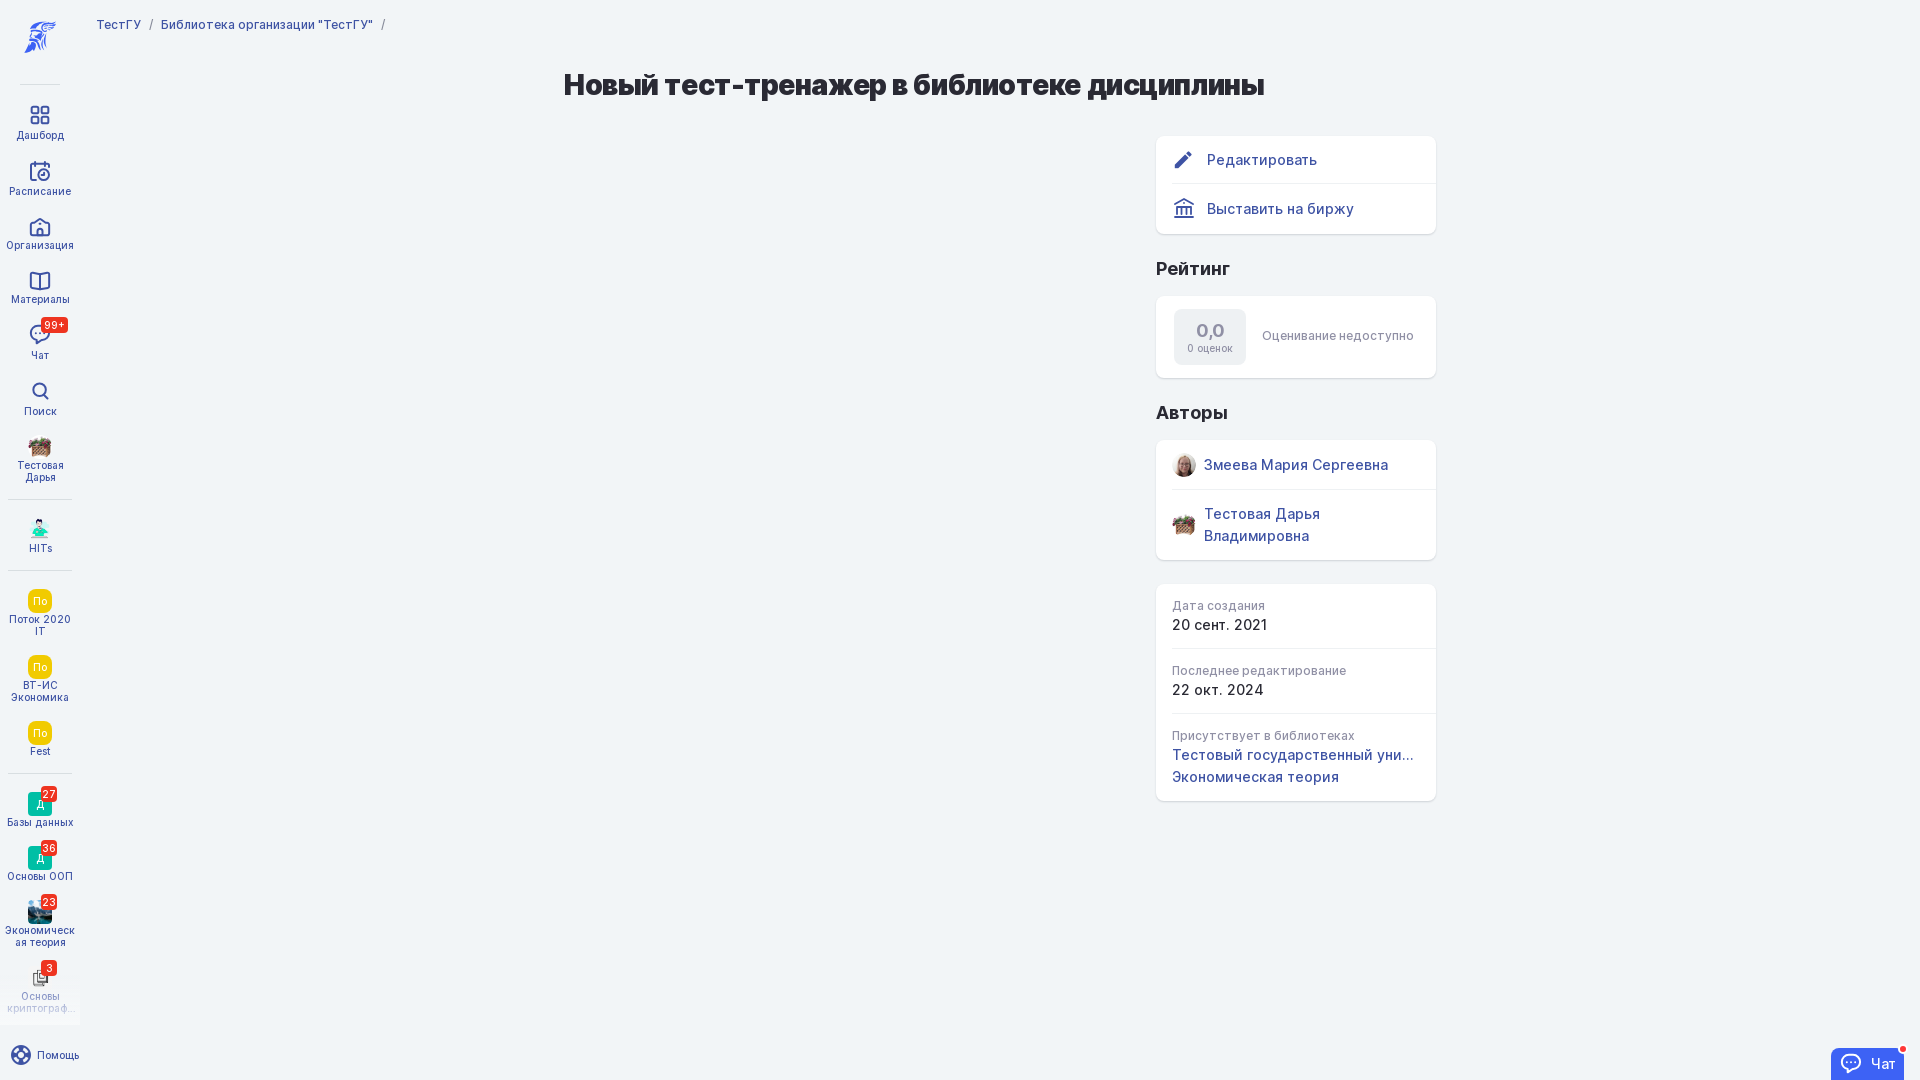 ТестГУ / Библиотека организации "ТестГУ" /
Новый тест-тренажер в библиотеке дисциплины
Дашборд
Расписание
Организация
Материалы
99+
Чат
Поиск
Тестовая
Дарья
HITs
По
Поток 2020
IT
По
ВТ-ИС
Экономика
По
Fest
27
Д
Базы данных
36
Д
Основы ООП
23
Экономическ
ая теория
3
Основы
криптограф...
Помощь
Редактировать
Выставить на биржу
Рейтинг
0,0
0 оценок
Оценивание недоступно
Авторы
Змеева Мария Сергеевна
Тестовая Дарья
Владимировна
Дата создания
20 сент. 2021
Последнее редактирование
22 окт. 2024
Присутствует в библиотеках
Тестовый государственный уни...
Экономическая теория
Чат